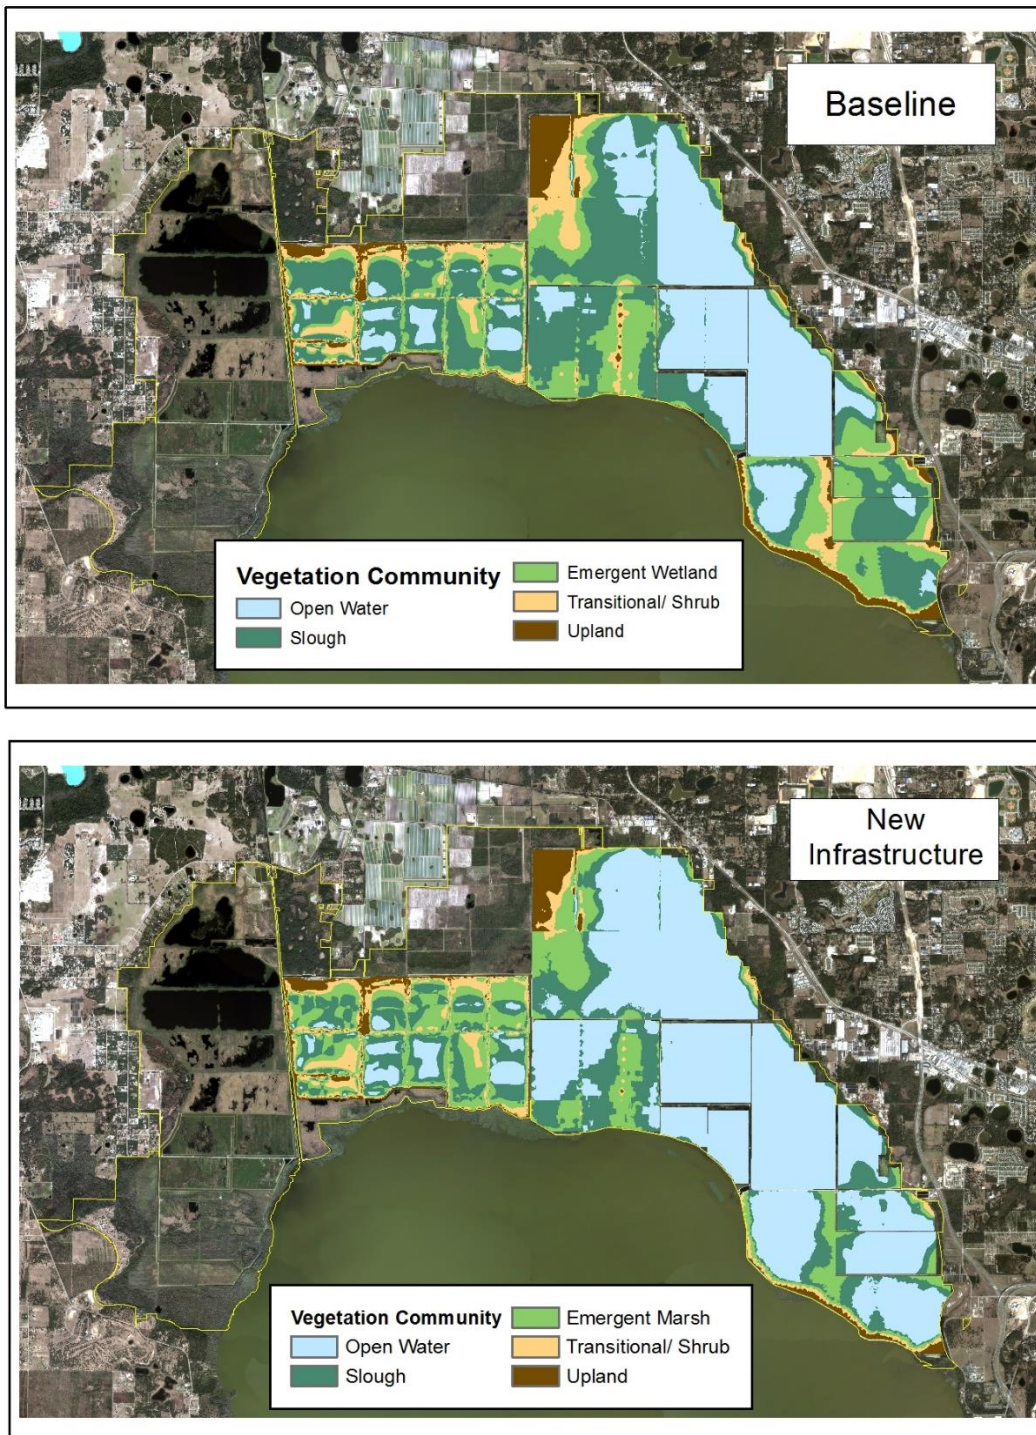 Baseline
Vegetation Community
Open Water
Slough
Emergent Wetland
Transitional/ Shrub
Upland
New
Infrastructure
Vegetation Community
Open Water
Slough
Emergent Marsh
Transitional/ Shrub
Upland